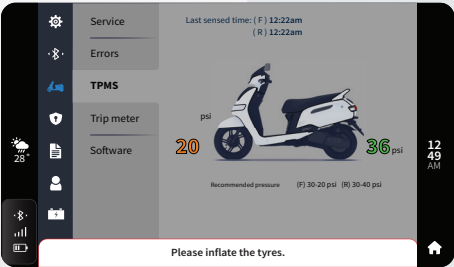 Service
Errors
TPMS
Trip meter
Software
Last sensed time: ( F ) 12:22am
( R ) 12:22am
psi
20
36 psi
Recommended pressure (F) 30-20 psi (R) 30-40 psi
28°
12
49
AM
Please inflate the tyres.